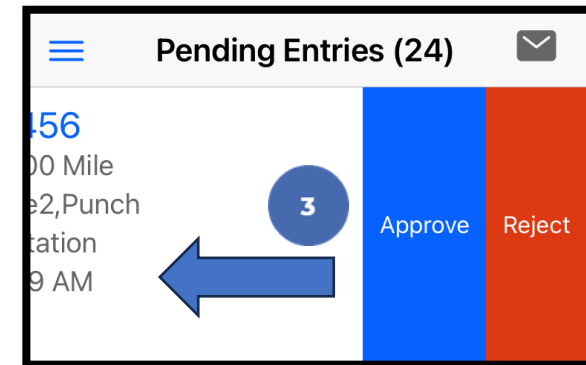 Pending Entries (24)
456
00 Mile
e2,Punch
tation
9 AM
3
Approve
Reject